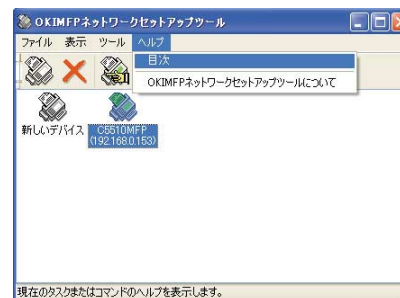 OKIMFPネットワークセットアップツール
ファイル 表示 ツール ヘルプ
目次
OKIMFPネットワークセットアップツールについて
新しいデバイス
C5510MFP
(192.168.0.153)
現在のタスクまたはコマンドのヘルプを表示します。